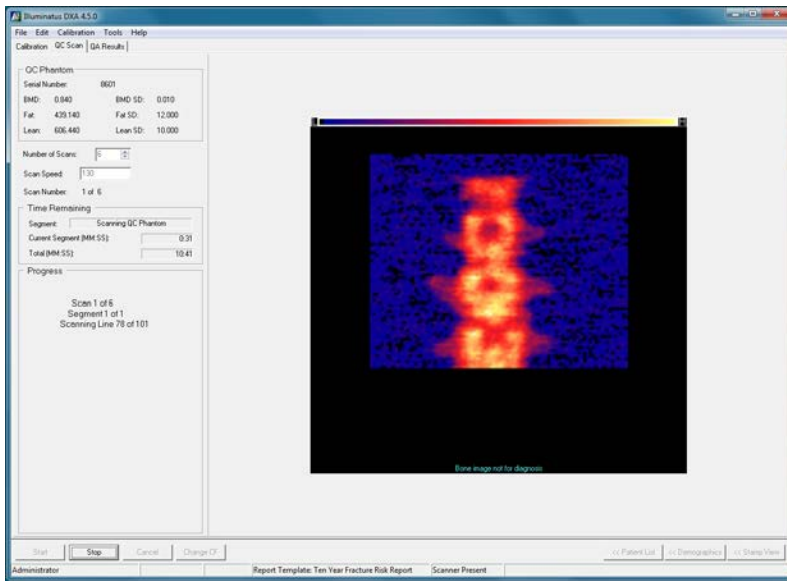 Illuminatus DXA 4.5.0
File Edit Calibration Tools Help
Calibration QC Scan QA Results
QC Phantom
Serial Number: 8601
BMD: 0.840 BMD SD: 0.010
Fat: 439.140 Fat SD: 12.000
Lean: 606.440 Lean SD: 10.000
Number of Scans: 6
Scan Speed: 130
Scan Number: 1 of 6
Time Remaining
Segment: Scanning QC Phantom
Current Segment (MM:SS): 0:31
Total (MM:SS): 10:41
Progress
Scan 1 of 6
Segment 1 of 1
Scanning Line 78 of 101
Bone image not for diagnosis
Start Stop Cancel Change CF << Patient List << Demographics << Stamp View
Administrator Report Template: Ten Year Fracture Risk Report Scanner Present